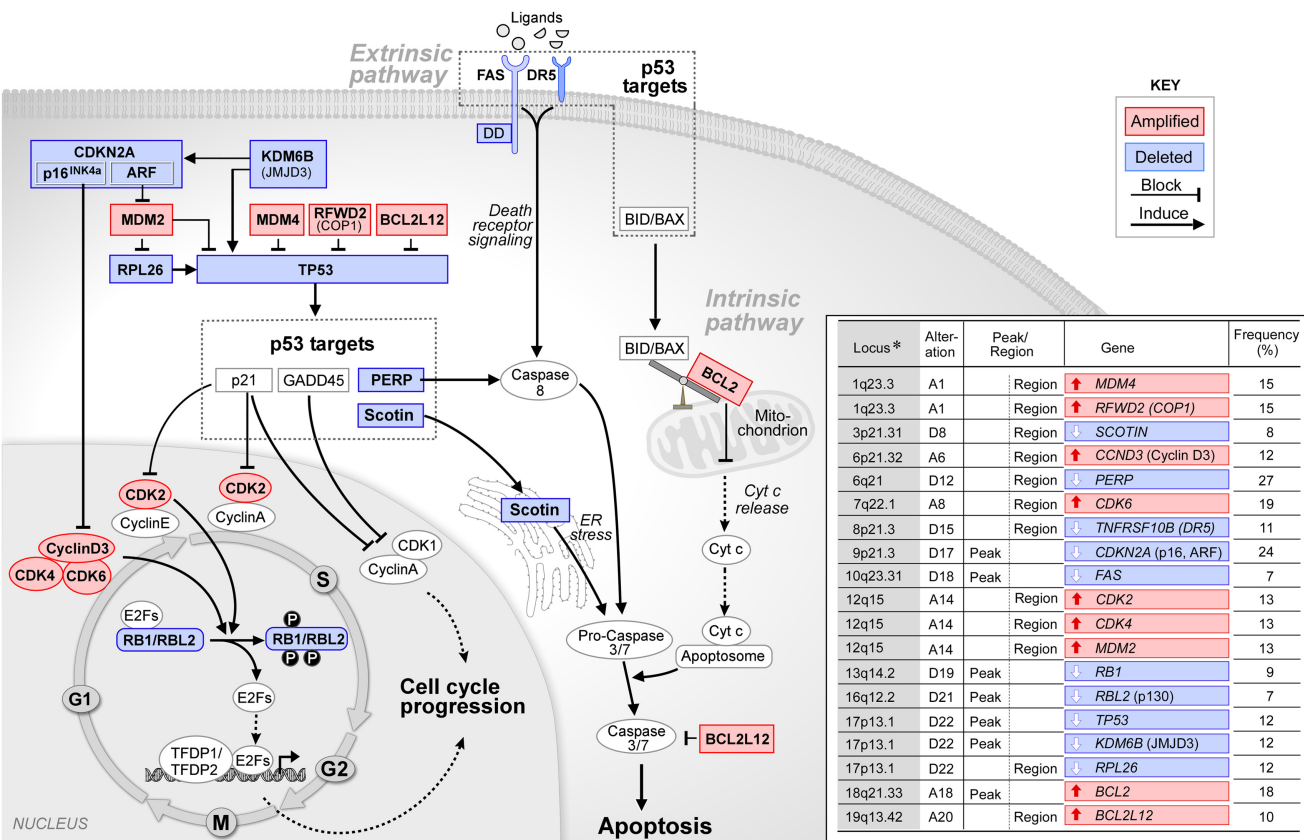 Ligands
Extrinsic
pathway
FAS
DR5
p53
targets
DD
KEY
Amplified
Deleted
Block
Induce
CDKN2A
p16INK4a
ARF
KDM6B
(JMJD3)
MDM2
MDM4
RFWD2
(COP1)
BCL2L12
RPL26
TP53
Death
receptor
signaling
BID/BAX
Intrinsic
pathway
p53 targets
p21
GADD45
PERP
Scotin
Caspase
8
BID/BAX
BCL2
Mito-
chondrion
Cyt c
release
CDK2
CyclinE
CDK2
CyclinA
Scotin
ER
stress
CyclinD3
CDK4
CDK6
CDK1
CyclinA
Cyt c
S
E2Fs
RB1/RBL2
P
RB1/RBL2
P
P
Pro-Caspase
3/7
Cyt c
Apoptosome
G1
E2Fs
Cell cycle
progression
Caspase
3/7
BCL2L12
TFDP1/
TFDP2
E2Fs
G2
M
NUCLEUS
Apoptosis
Locus* Alter-ation Peak/Region Gene Frequency (%)
1q23.3 A1 Region MDM4 15
1q23.3 A1 Region RFWD2 (COP1) 15
3p21.31 D8 Region SCOTIN 8
6p21.32 A6 Region CCND3 (Cyclin D3) 12
6q21 D12 Region PERP 27
7q22.1 A8 Region CDK6 19
8p21.3 D15 Region TNFRSF10B (DR5) 11
9p21.3 D17 Peak CDKN2A (p16, ARF) 24
10q23.31 D18 Peak FAS 7
12q15 A14 Region CDK2 13
12q15 A14 Region CDK4 13
12q15 A14 Region MDM2 13
13q14.2 D19 Peak RB1 9
16q12.2 D21 Peak RBL2 (p130) 7
17p13.1 D22 Peak TP53 12
17p13.1 D22 Peak KDM6B (JMJD3) 12
17p13.1 D22 Region RPL26 12
18q21.33 A18 Peak BCL2 18
19q13.42 A20 Region BCL2L12 10